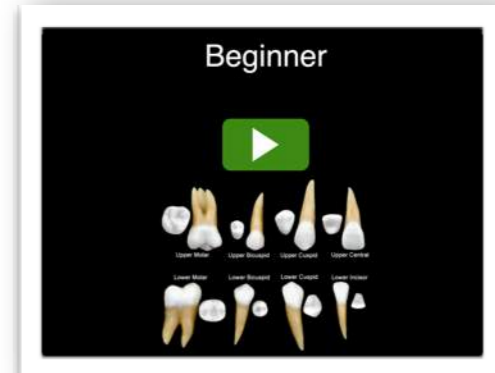 Beginner
Upper Molar Upper Bicuspid Upper Cuspid Upper Central
Lower Molar Lower Bicuspid Lower Cuspid Lower Incisor